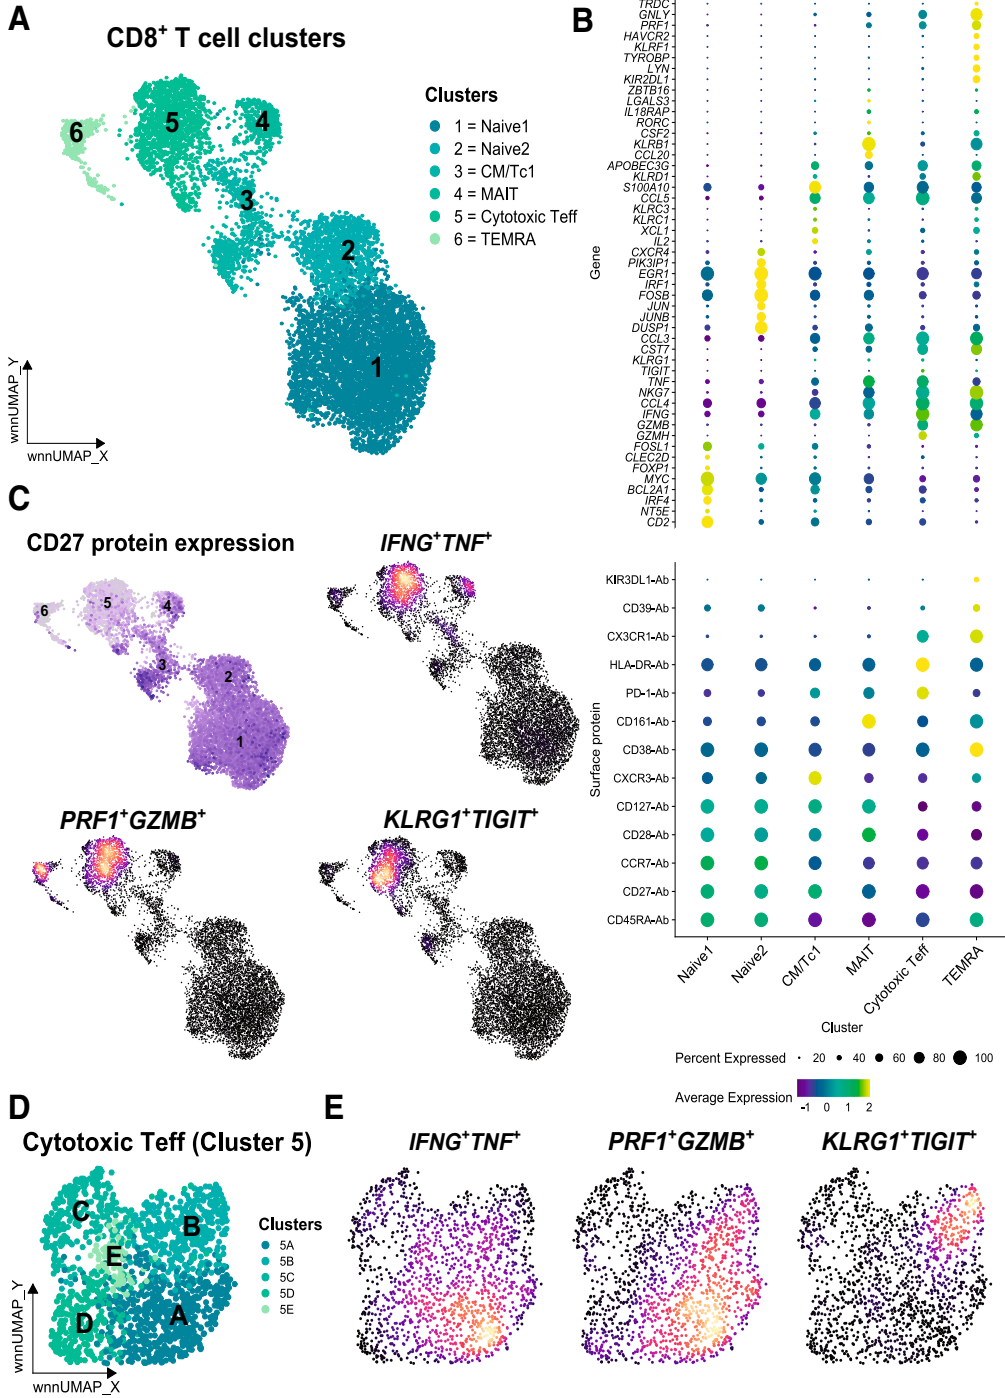 A
CD8+ T cell clusters
6
5
4
3
2
1
Clusters
1 = Naive1
2 = Naive2
3 = CM/Tc1
4 = MAIT
5 = Cytotoxic Teff
6 = TEMRA
wnnUMAP_Y
wnnUMAP_X
B
Gene
TRDC
GNLY
PRF1
HAVCR2
KLRF1
TYROBP
LYN
KIR2DL1
ZBTB16
LGALS3
IL18RAP
RORC
CSF2
KLRB1
CCL20
APOBEC3G
KLRD1
S100A10
CCL5
KLRC3
KLRC1
XCL1
IL2
CXCR4
PIK3IP1
EGR1
IRF1
FOSB
JUN
JUNB
DUSP1
CCL3
CST7
KLRG1
TIGIT
TNF
NKG7
CCL4
IFNG
GZMB
GZMH
FOSL1
CLEC2D
FOXP1
MYC
BCL2A1
IRF4
NT5E
CD2
Surface protein
KIR3DL1-Ab
CD39-Ab
CX3CR1-Ab
HLA-DR-Ab
PD-1-Ab
CD161-Ab
CD38-Ab
CXCR3-Ab
CD127-Ab
CD28-Ab
CCR7-Ab
CD27-Ab
CD45RA-Ab
Naive1
Naive2
CM/Tc1
MAIT
Cytotoxic Teff
TEMRA
Cluster
Percent Expressed 20 40 60 80 100
Average Expression
-1 0 1 2
C
CD27 protein expression
6
5
4
3
2
1
IFNG+TNF+
PRF1+GZMB+
KLRG1+TIGIT+
D
Cytotoxic Teff (Cluster 5)
C
B
E
D
A
Clusters
5A
5B
5C
5D
5E
wnnUMAP_Y
wnnUMAP_X
E
IFNG+TNF+
PRF1+GZMB+
KLRG1+TIGIT+